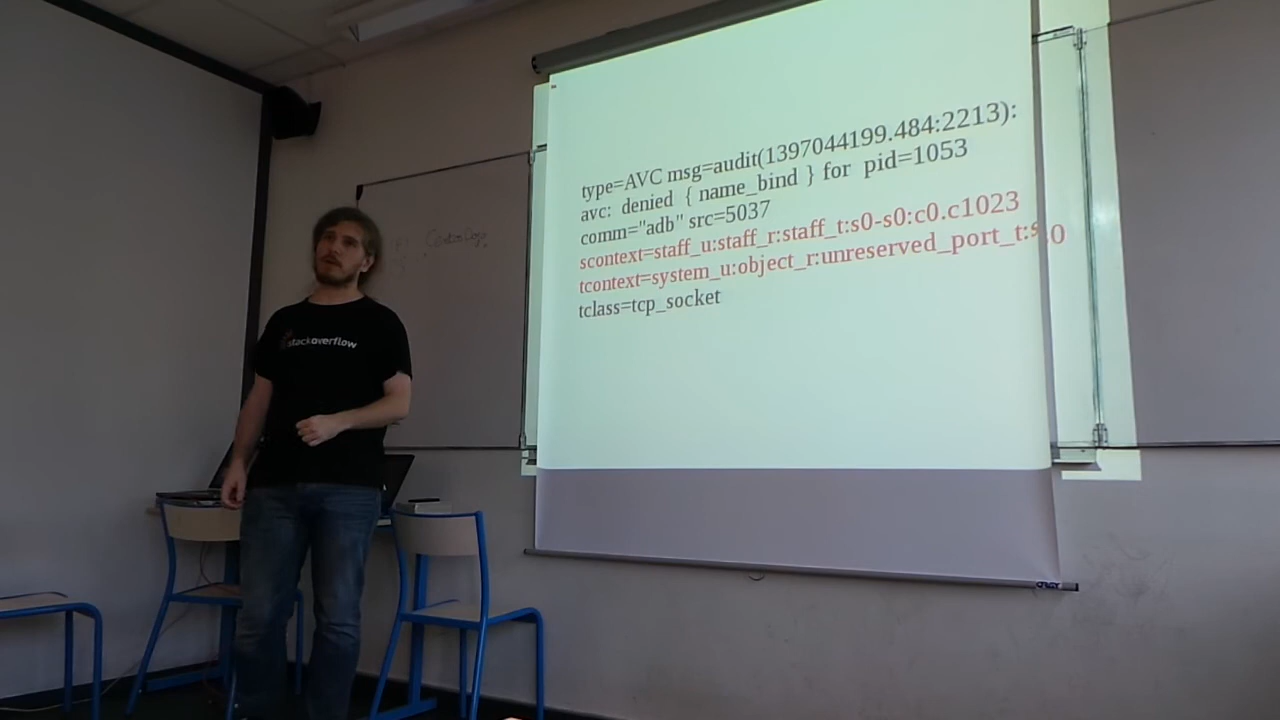 type=AVC msg=audit(1397044199.484:2213):
avc:  denied  { name_bind } for  pid=1053
comm="adb" src=5037
scontext=staff_u:staff_r:staff_t:s0-s0:c0.c1023
tcontext=system_u:object_r:unreserved_port_t:s0
tclass=tcp_socket
stackoverflow